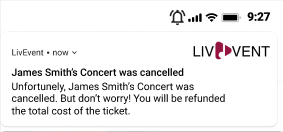 9:27
LivEvent • now
LIVEVENT
James Smith's Concert was cancelled
Unfortunely, James Smith's Concert was
cancelled. But don't worry! You will be refunded
the total cost of the ticket.